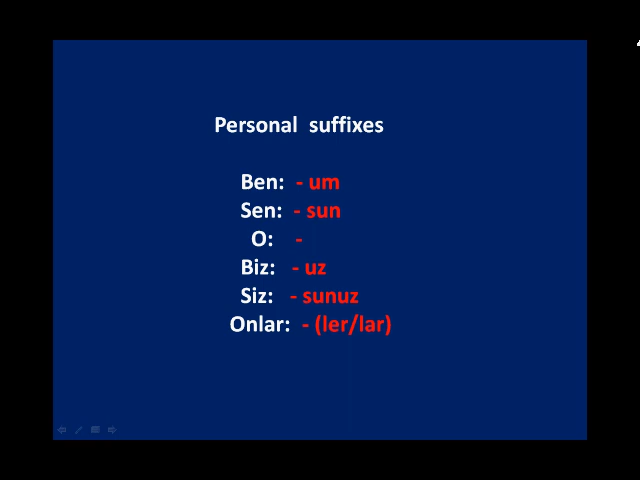 Personal suffixes
Ben: - um
Sen: - sun
O: -
Biz: - uz
Siz: - sunuz
Onlar: - (ler/lar)